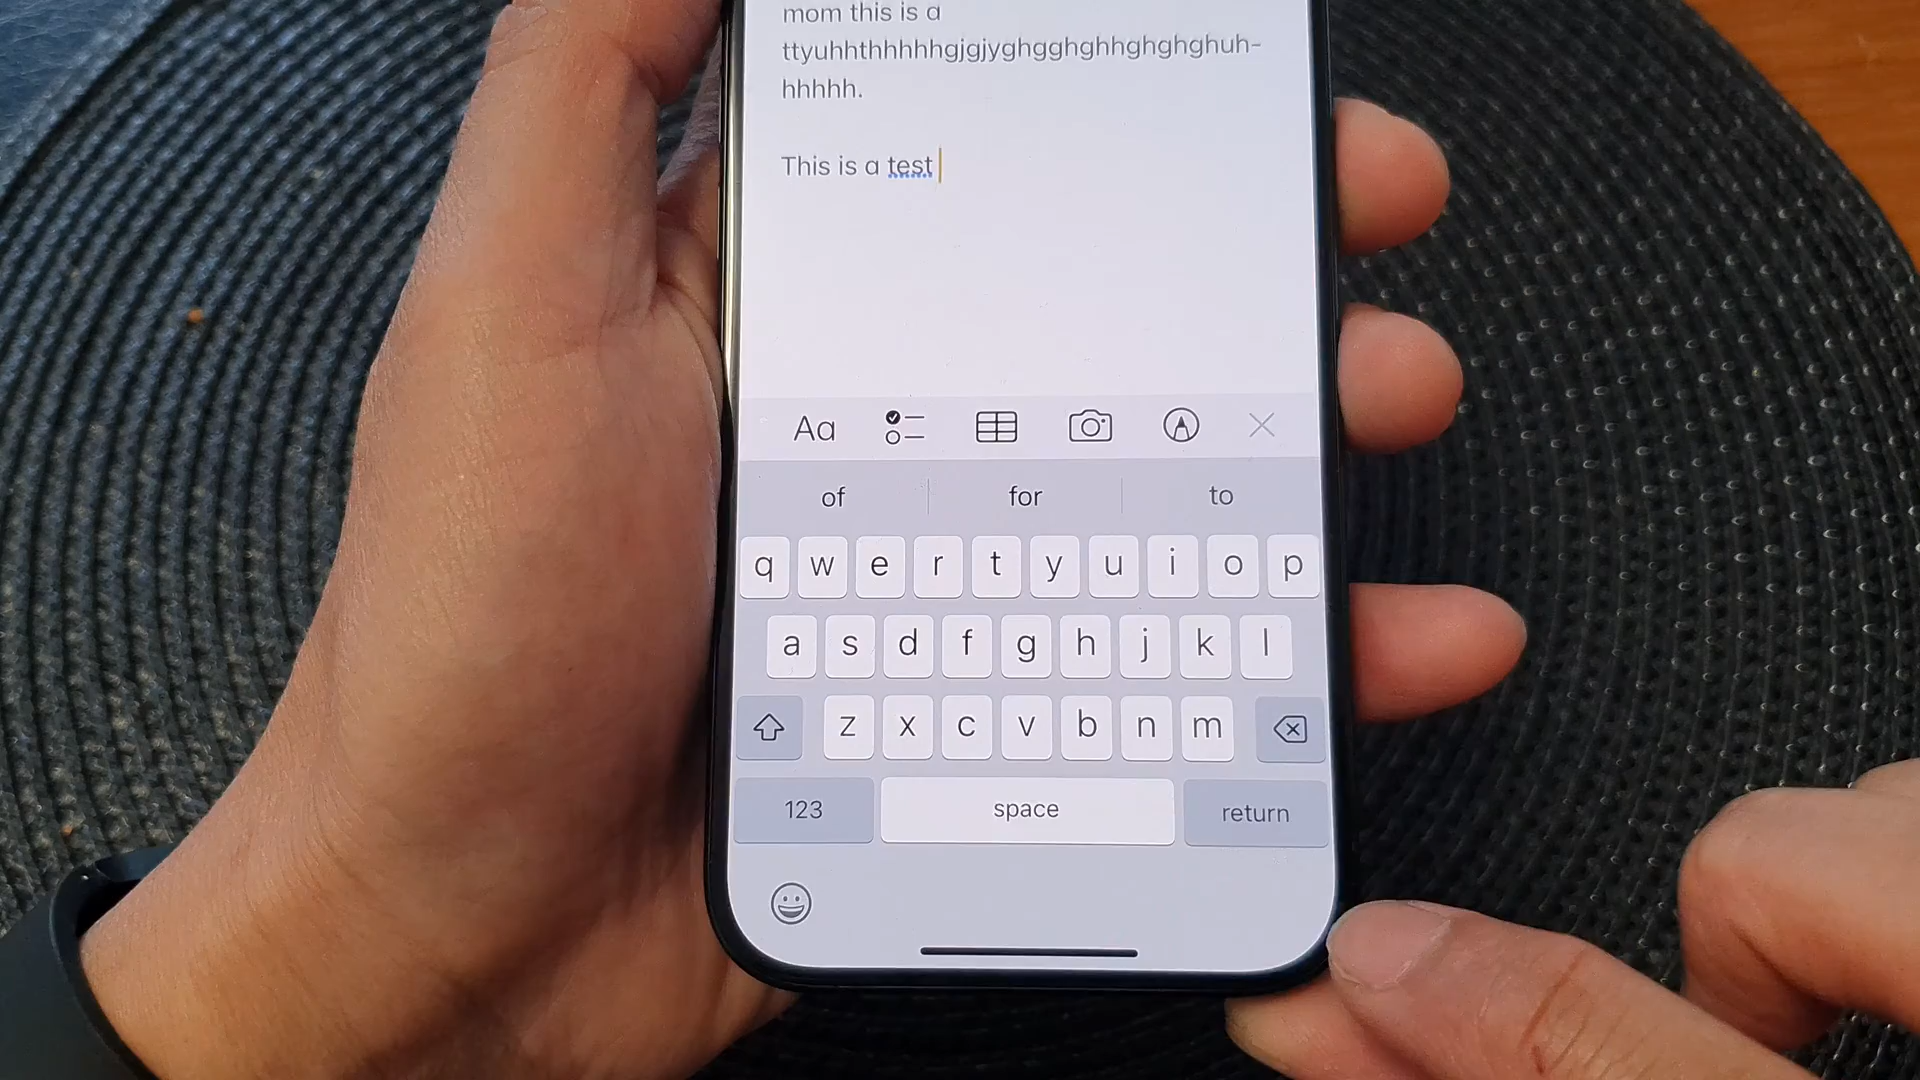 mom this is a
ttyuhhthhhhhgjgjyghgghghhghghghuh-
hhhhh.
This is a test
Aa
of for to
q w e r t y u i o p
a s d f g h j k l
z x c v b n m
123 space return